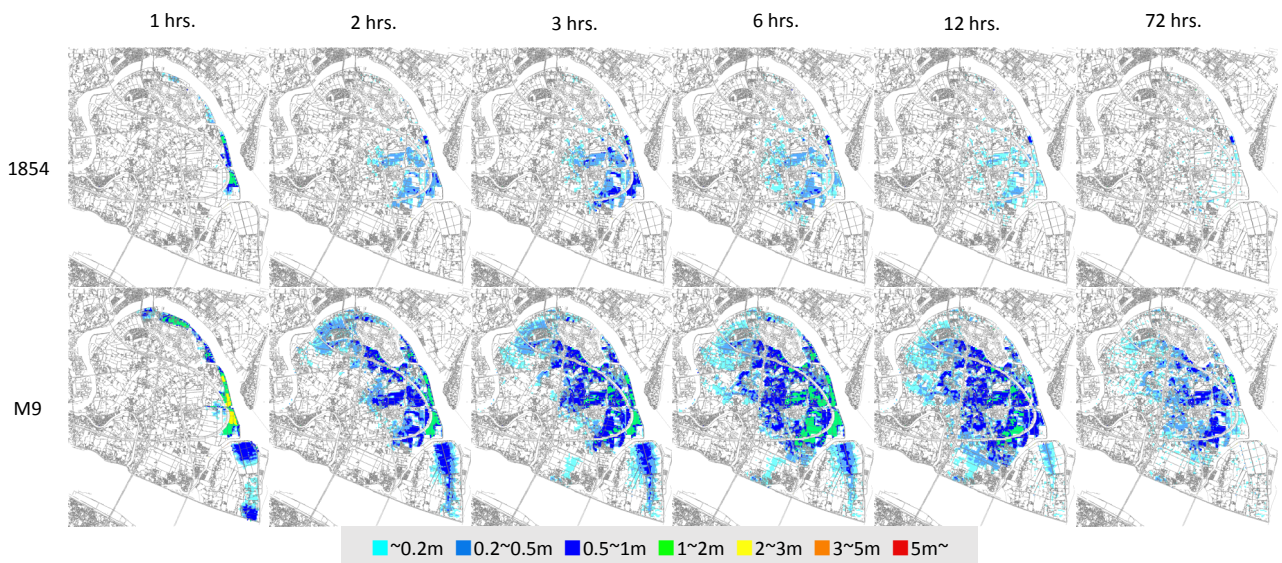 1 hrs. 2 hrs. 3 hrs. 6 hrs. 12 hrs. 72 hrs.
1854
M9
~0.2m 0.2~0.5m 0.5~1m 1~2m 2~3m 3~5m 5m~